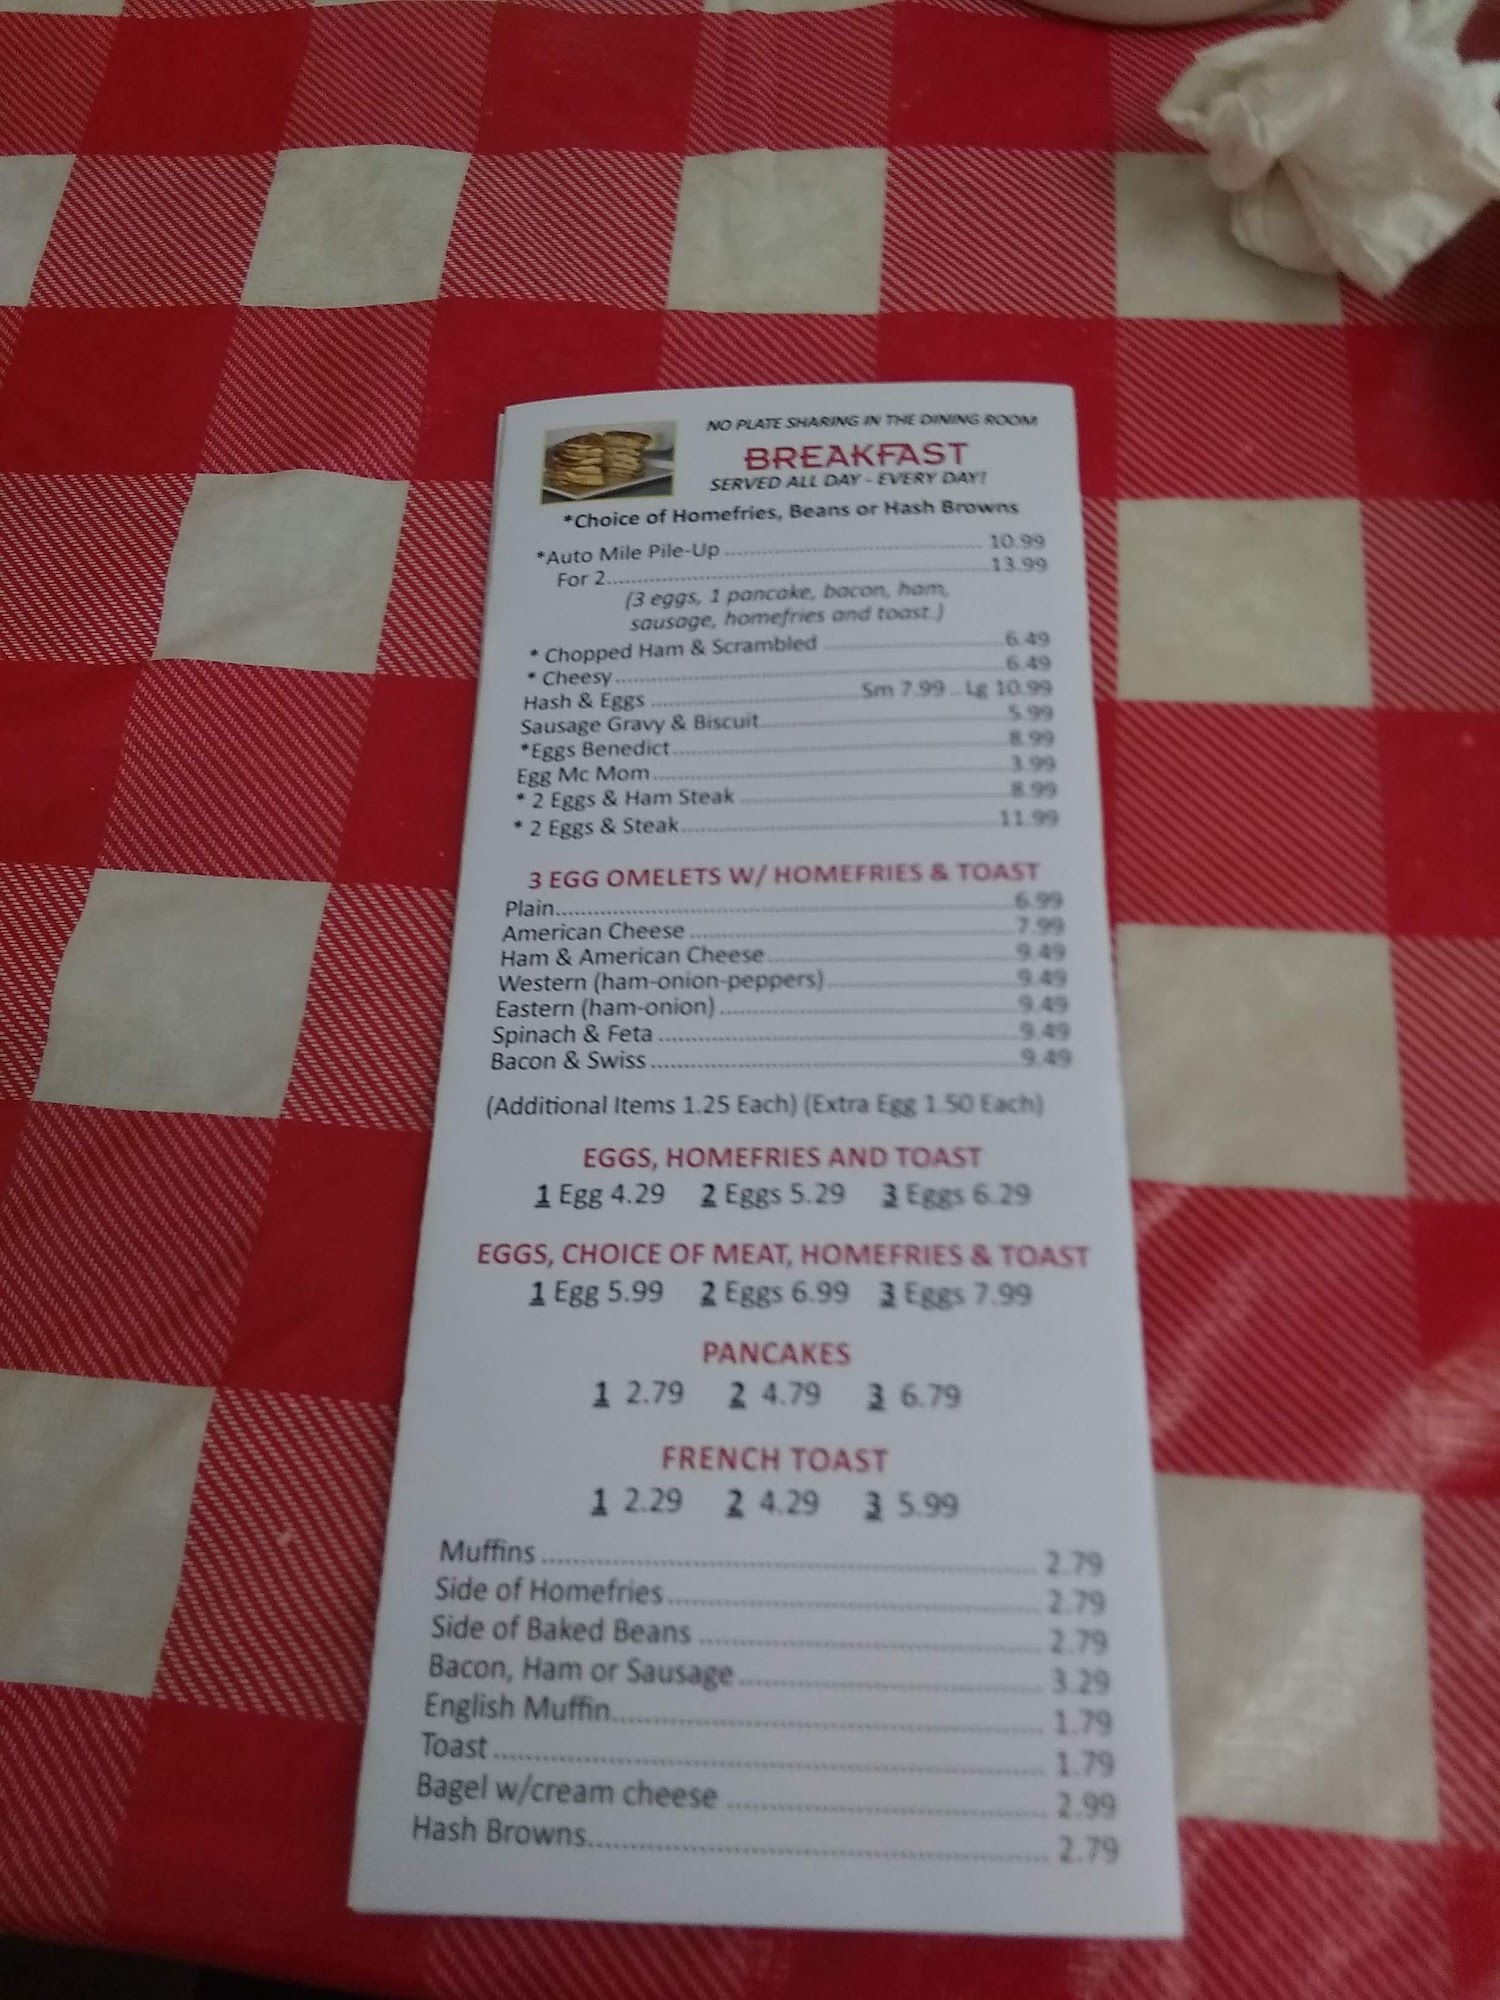 NO PLATE SHARING IN THE DINING ROOM
BREAKFAST
SERVED ALL DAY - EVERY DAY!
*Choice of Homefries, Beans or Hash Browns
*Auto Mile Pile-Up 10.99
For 2 13.99
(3 eggs, 1 pancake, bacon, ham,
sausage, homefries and toast.)
* Chopped Ham & Scrambled 6.49
* Cheesy 6.49
Hash & Eggs Sm 7.99 .. Lg 10.99
Sausage Gravy & Biscuit 5.99
*Eggs Benedict 8.99
Egg Mc Mom 3.99
* 2 Eggs & Ham Steak 8.99
* 2 Eggs & Steak 11.99
3 EGG OMELETS W/ HOMEFRIES & TOAST
Plain 6.99
American Cheese 7.99
Ham & American Cheese 9.49
Western (ham-onion-peppers) 9.49
Eastern (ham-onion) 9.49
Spinach & Feta 9.49
Bacon & Swiss 9.49
(Additional Items 1.25 Each) (Extra Egg 1.50 Each)
EGGS, HOMEFRIES AND TOAST
1 Egg 4.29 2 Eggs 5.29 3 Eggs 6.29
EGGS, CHOICE OF MEAT, HOMEFRIES & TOAST
1 Egg 5.99 2 Eggs 6.99 3 Eggs 7.99
PANCAKES
1 2.79 2 4.79 3 6.79
FRENCH TOAST
1 2.29 2 4.29 3 5.99
Muffins 2.79
Side of Homefries 2.79
Side of Baked Beans 2.79
Bacon, Ham or Sausage 3.29
English Muffin 1.79
Toast 1.79
Bagel w/cream cheese 2.99
Hash Browns 2.79